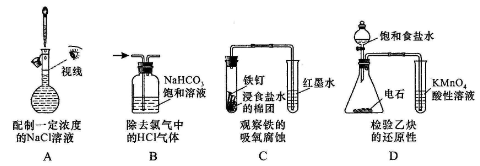 视线
配制一定浓度
的NaCl溶液
A
NaHCO₃
饱和溶液
除去氯气中
的HCl气体
B
铁钉
浸食盐水
的棉团
红墨水
观察铁的
吸氧腐蚀
C
饱和食盐水
电石
KMnO₄
酸性溶液
检验乙炔
的还原性
D